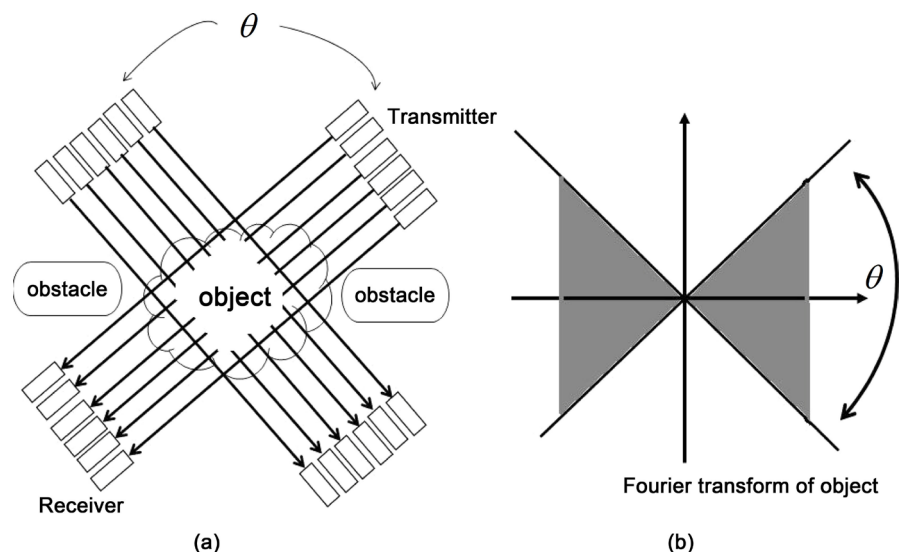 θ
Transmitter
obstacle
object
obstacle
Receiver
(a)
θ
Fourier transform of object
(b)